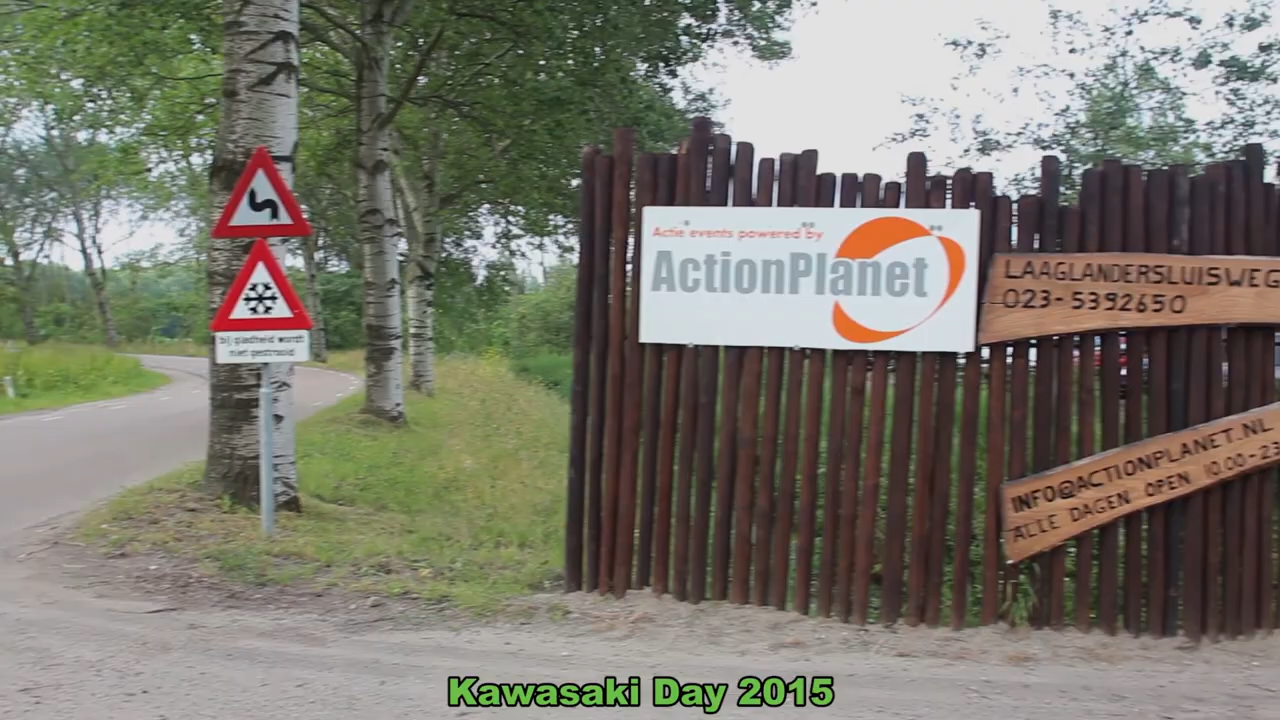 bij gladheid wordt
niet gestrooid
Actie events powered by
ActionPlanet
LAAGLANDERSLUISWEG
023-5392650
INFO@ACTIONPLANET.NL
ALLE DAGEN OPEN 10.00-23
Kawasaki Day 2015